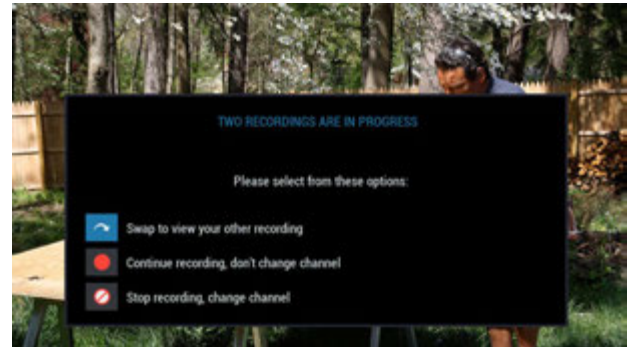 TWO RECORDINGS ARE IN PROGRESS
Please select from these options:
Swap to view your other recording
Continue recording, don't change channel
Stop recording, change channel